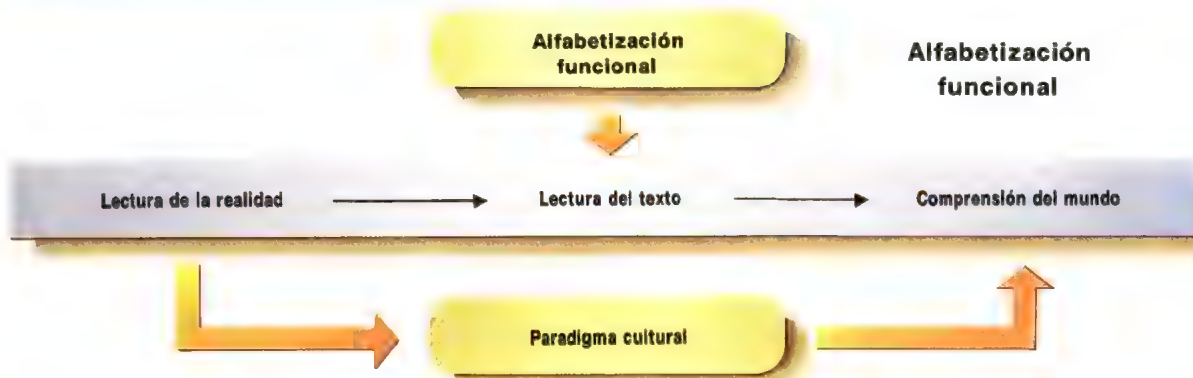 Alfabetización
funcional
Alfabetización
funcional
Lectura de la realidad
Lectura del texto
Comprensión del mundo
Paradigma cultural